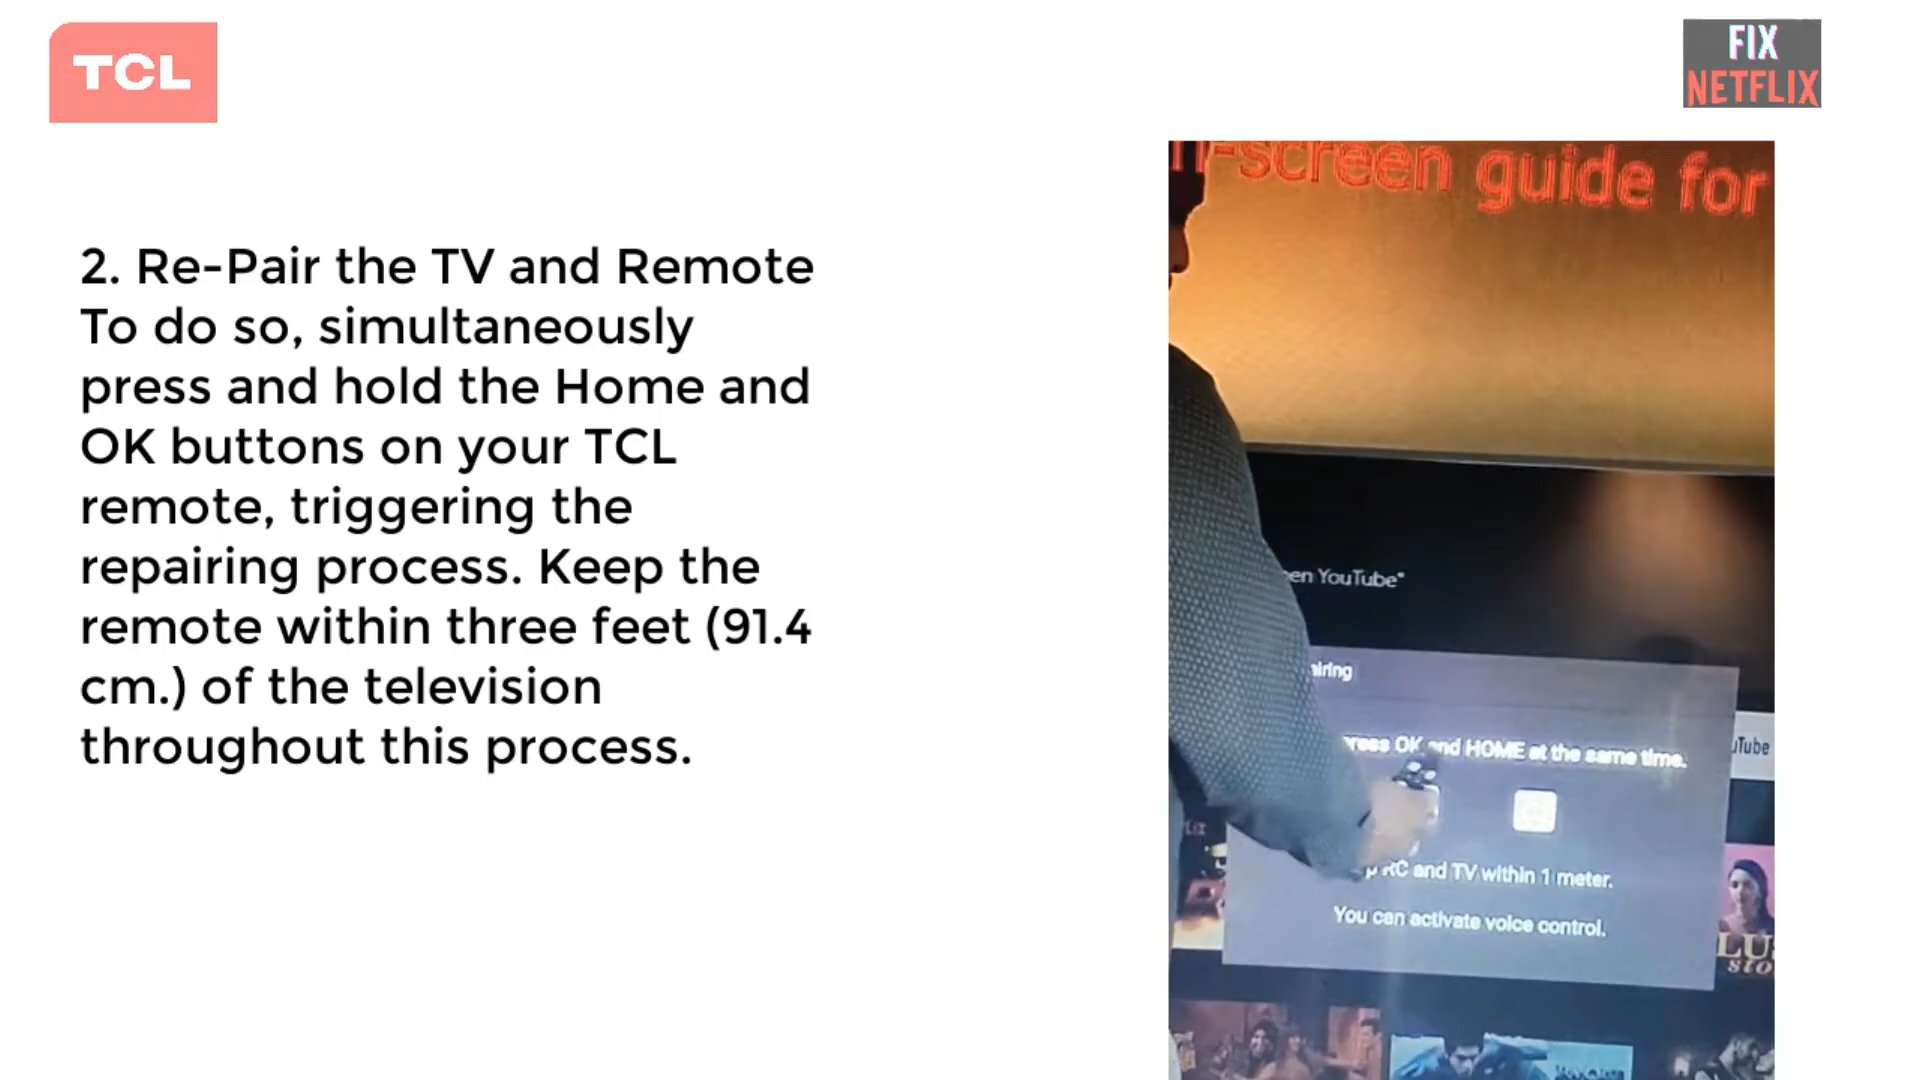 TCL
FIX
NETFLIX
2. Re-Pair the TV and Remote
To do so, simultaneously
press and hold the Home and
OK buttons on your TCL
remote, triggering the
repairing process. Keep the
remote within three feet (91.4
cm.) of the television
throughout this process.
-screen guide for
YouTube"
OK and HOME at the same time.
RC and TV within 1 meter.
You can activate voice control.